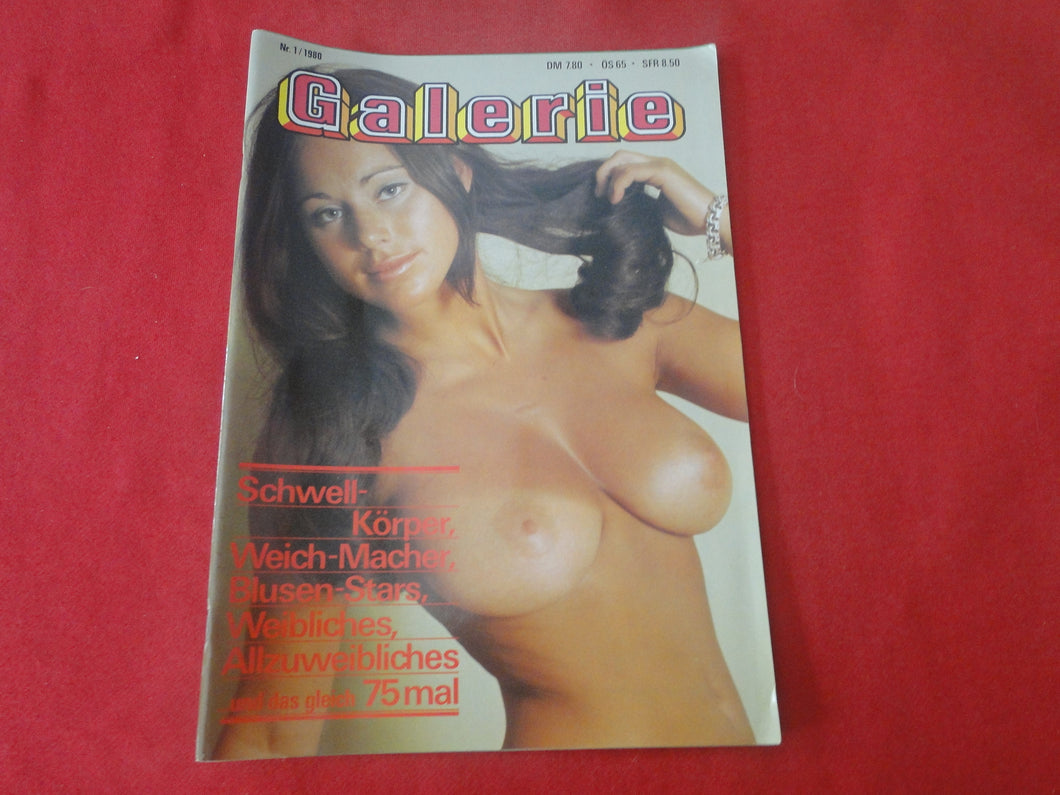 Nr. 1/1980
DM 7.80 • ÖS 65 • SFR 8.50
Galerie
Schwell-
Körper,
Weich-Macher,
Blusen-Stars,
Weibliches,
Allzuweibliches
und das gleich 75 mal